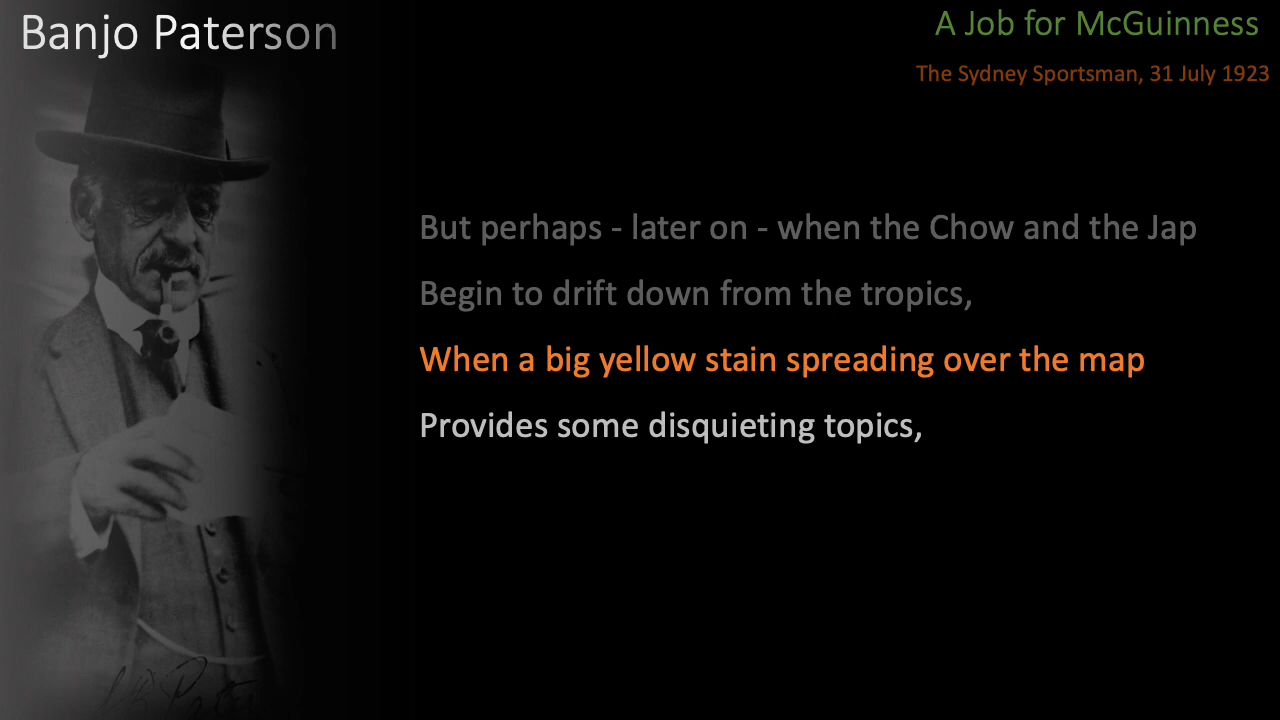 Banjo Paterson
A Job for McGuinness
The Sydney Sportsman, 31 July 1923
But perhaps - later on - when the Chow and the Jap
Begin to drift down from the tropics,
When a big yellow stain spreading over the map
Provides some disquieting topics,